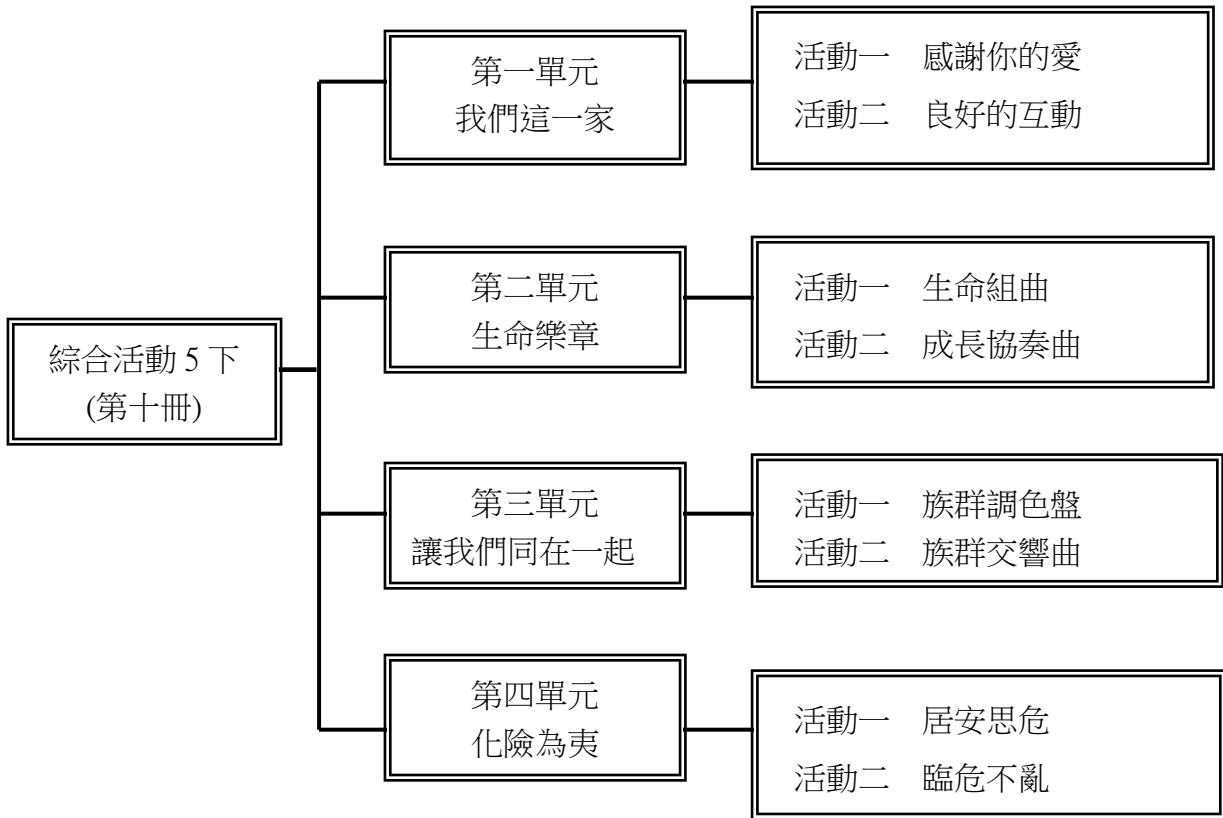 綜合活動 5 下
(第十冊)
第一單元
我們這一家
活動一 感謝你的愛
活動二 良好的互動
第二單元
生命樂章
活動一 生命組曲
活動二 成長協奏曲
第三單元
讓我們同在一起
活動一 族群調色盤
活動二 族群交響曲
第四單元
化險為夷
活動一 居安思危
活動二 臨危不亂